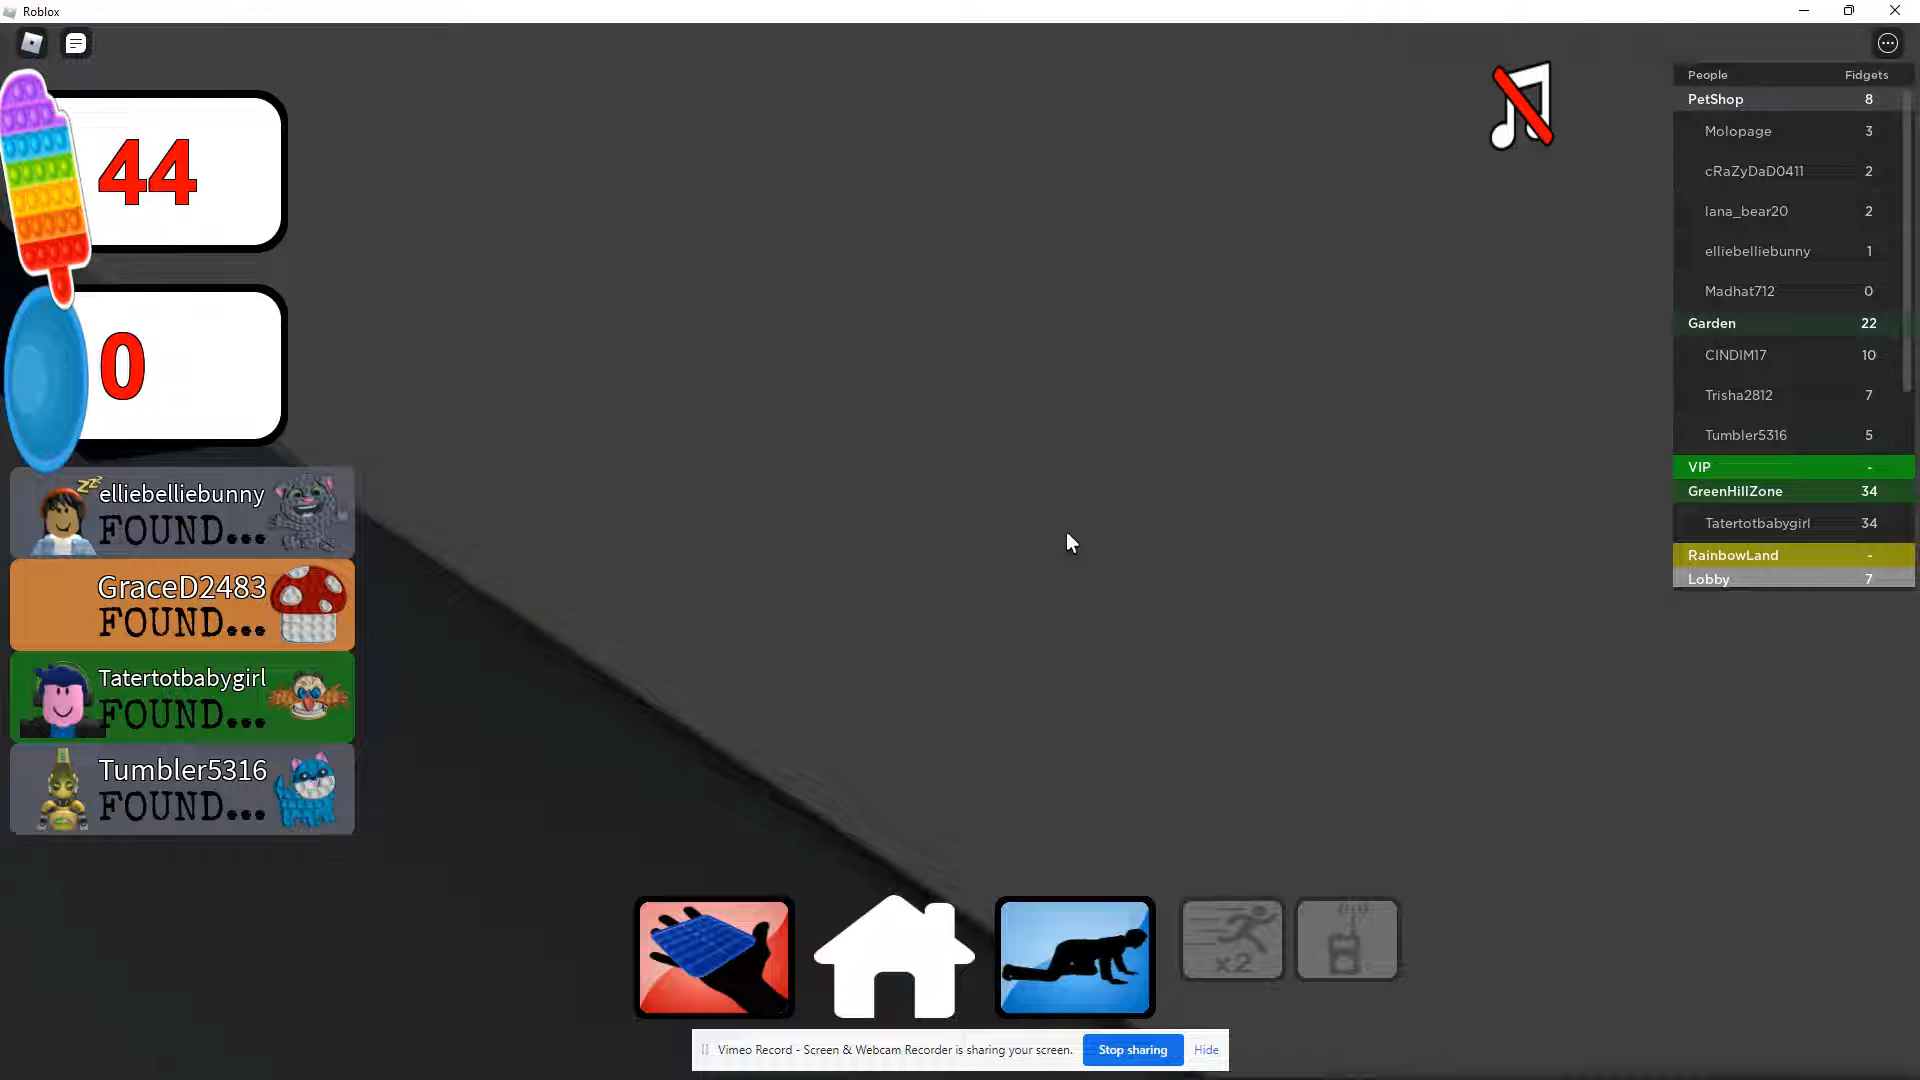 Roblox
People Fidgets
PetShop 8
Molopage 3
cRaZyDaD0411 2
lana_bear20 2
elliebelliebunny 1
Madhat712 0
Garden 22
CINDIM17 10
Trisha2812 7
Tumbler5316 5
VIP -
GreenHillZone 34
Tatertotbabygirl 34
RainbowLand -
Lobby 7
44
0
zzz
elliebelliebunny
FOUND...
GraceD2483
FOUND...
Tatertotbabygirl
FOUND...
Tumbler5316
FOUND...
x2
Vimeo Record - Screen & Webcam Recorder is sharing your screen. Stop sharing Hide